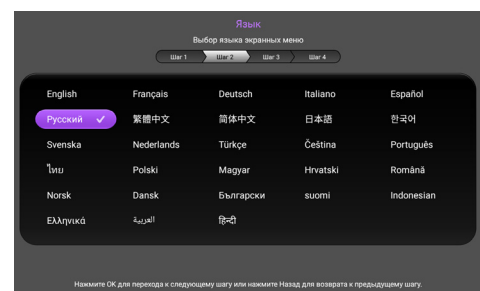 Язык
Выбор языка экранных меню
Шаг 1 Шаг 2 Шаг 3 Шаг 4
English Français Deutsch Italiano Español
Русский 繁體中文 简体中文 日本語 한국어
Svenska Nederlands Türkçe Čeština Português
ไทย Polski Magyar Hrvatski Română
Norsk Dansk Български suomi Indonesian
Ελληνικά العربية हिन्दी
Нажмите OK для перехода к следующему шагу или нажмите Назад для возврата к предыдущему шагу.